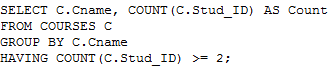 SELECT C.Cname, COUNT(C.Stud_ID) AS Count
FROM COURSES C
GROUP BY C.Cname
HAVING COUNT(C.Stud_ID) >= 2;